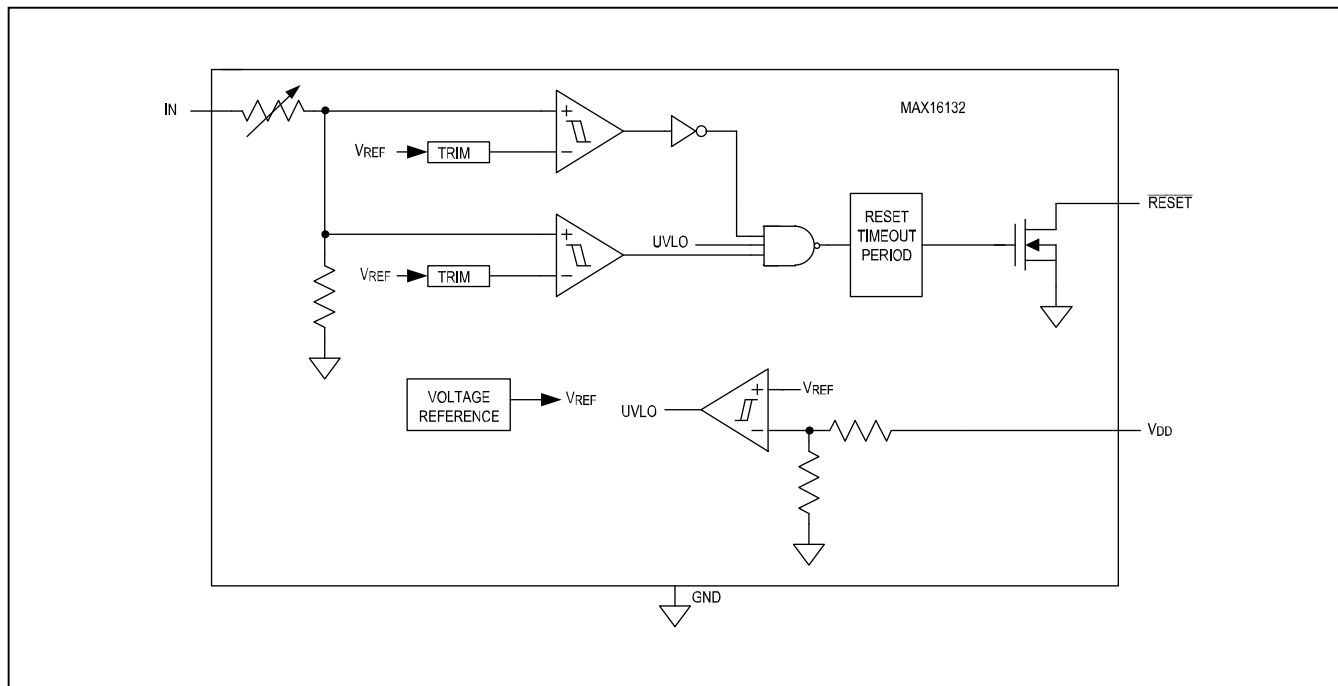 MAX16132
IN
+
VREF
TRIM
−
+
UVLO
VREF
TRIM
−
RESET
TIMEOUT
PERIOD
RESET
VOLTAGE
REFERENCE
VREF
UVLO
+
VREF
−
VDD
GND